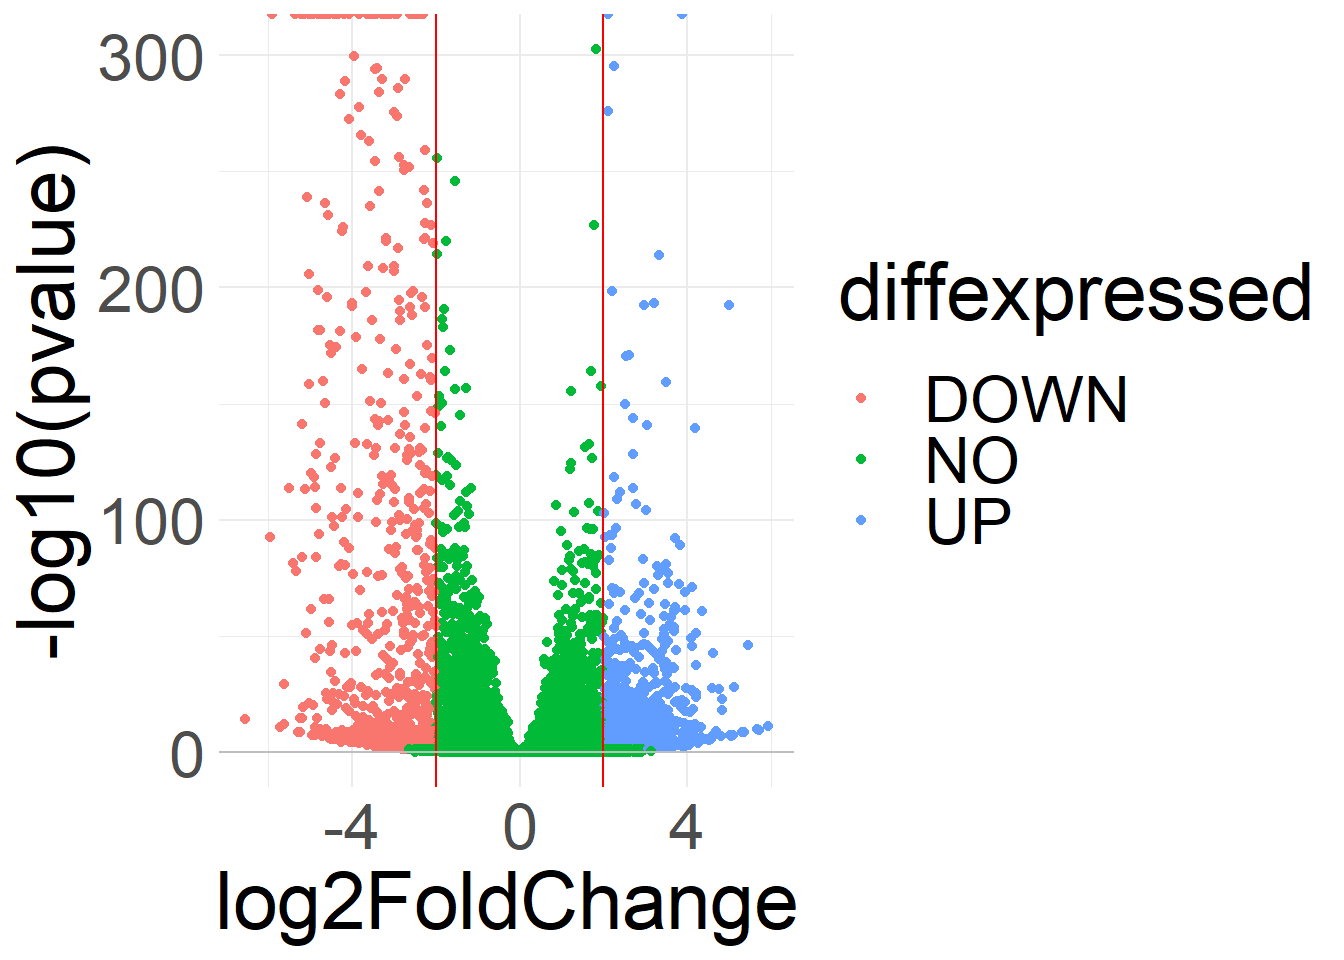 -log10(pvalue)
300
200
100
0
-4 0 4
log2FoldChange
diffexpressed
DOWN
NO
UP